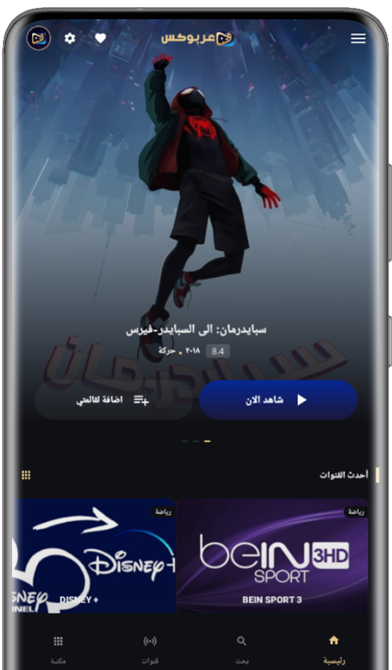 عربوكس
سبايدرمان: الى السبايدر-فيرس
8.4 ٢٠١٨ • حركة
سبايدرمان
شاهد الان
اضافة لقائمتي
أحدث القنوات
رياضة
beIN 3HD
SPORT
BEIN SPORT 3
رياضة
DISNEY+
DISNEY +
رئيسية
بحث
قنوات
مكتبة